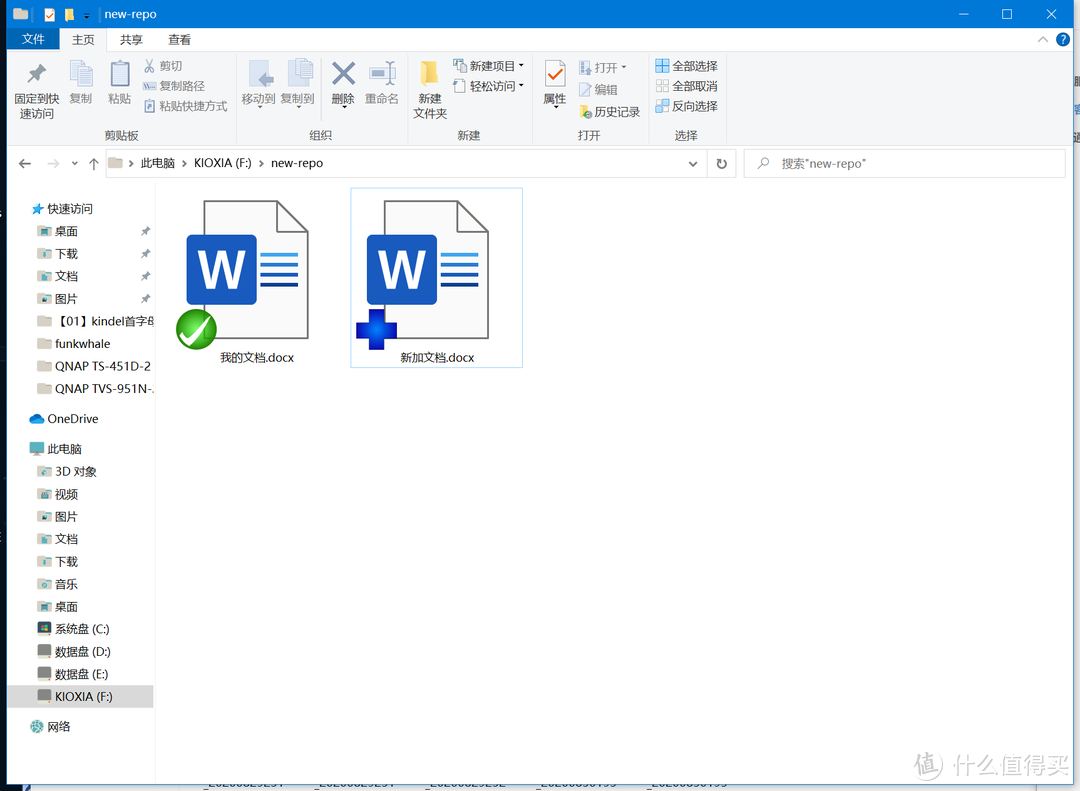 new-repo
文件 主页 共享 查看
固定到快速访问
复制
粘贴
剪切
复制路径
粘贴快捷方式
剪贴板
移动到
复制到
删除
重命名
组织
新建文件夹
新建项目
轻松访问
新建
属性
打开
编辑
历史记录
打开
全部选择
全部取消
反向选择
选择
此电脑 > KIOXIA (F:) > new-repo
搜索"new-repo"
快速访问
桌面
下载
文档
图片
【01】kindel首字母
funkwhale
QNAP TS-451D-2
QNAP TVS-951N-.
OneDrive
此电脑
3D 对象
视频
图片
文档
下载
音乐
桌面
系统盘 (C:)
数据盘 (D:)
数据盘 (E:)
KIOXIA (F:)
网络
W
我的文档.docx
W
新加文档.docx
值 什么值得买